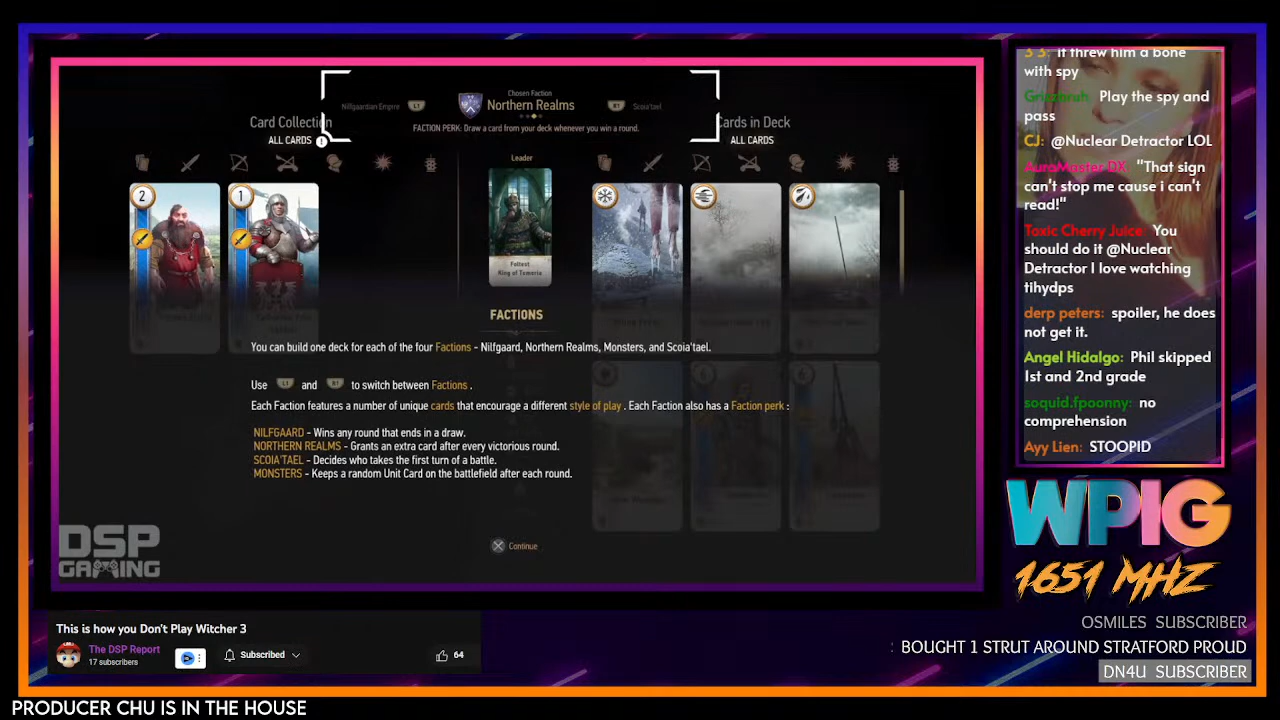 Chosen Faction
Nilfgaardian Empire L1 Northern Realms R1 Scoia'tael
FACTION PERK: Draw a card from your deck whenever you win a round.
Card Collection
ALL CARDS
Cards in Deck
ALL CARDS
Leader
2
1
Foltest
King of Temeria
FACTIONS
You can build one deck for each of the four Factions - Nilfgaard, Northern Realms, Monsters, and Scoia'tael.
Use L1 and R1 to switch between Factions .
Each Faction features a number of unique cards that encourage a different style of play . Each Faction also has a Faction perk :
NILFGAARD - Wins any round that ends in a draw.
NORTHERN REALMS - Grants an extra card after every victorious round.
SCOIA'TAEL - Decides who takes the first turn of a battle.
MONSTERS - Keeps a random Unit Card on the battlefield after each round.
Continue
DSP
GAMING
This is how you Don't Play Witcher 3
The DSP Report
17 subscribers
Subscribed
64
it threw him a bone
with spy
Play the spy and
pass
CJ: @Nuclear Detractor LOL
AuraMaster DX: "That sign
can't stop me cause i can't
read!"
Toxic Cherry Juice: You
should do it @Nuclear
Detractor I love watching
tihydps
derp peters: spoiler, he does
not get it.
Angel Hidalgo: Phil skipped
1st and 2nd grade
soquid.fpoonny: no
comprehension
Ayy Lien: STOOPID
WPIG
1651 MHZ
OSMILES SUBSCRIBER
: BOUGHT 1 STRUT AROUND STRATFORD PROUD
DN4U SUBSCRIBER
PRODUCER CHU IS IN THE HOUSE